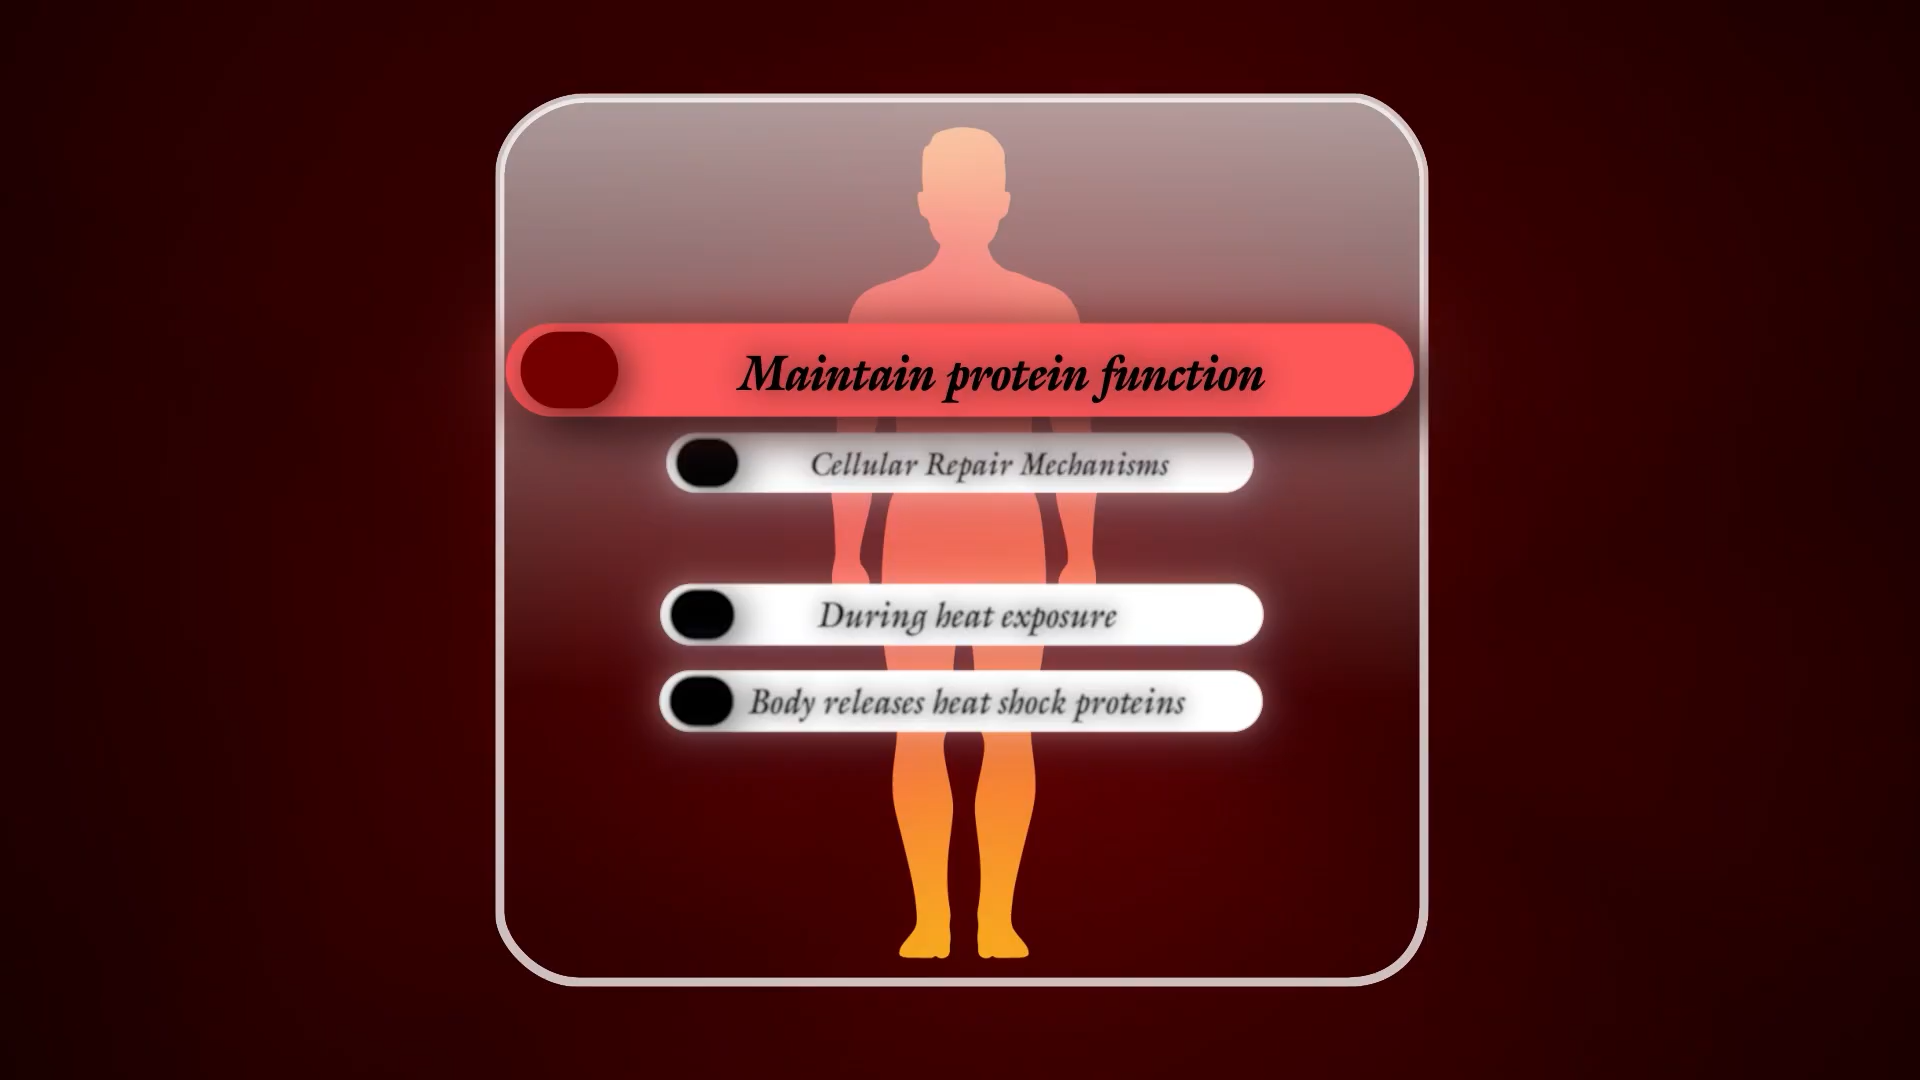 Maintain protein function
Cellular Repair Mechanisms
During heat exposure
Body releases heat shock proteins